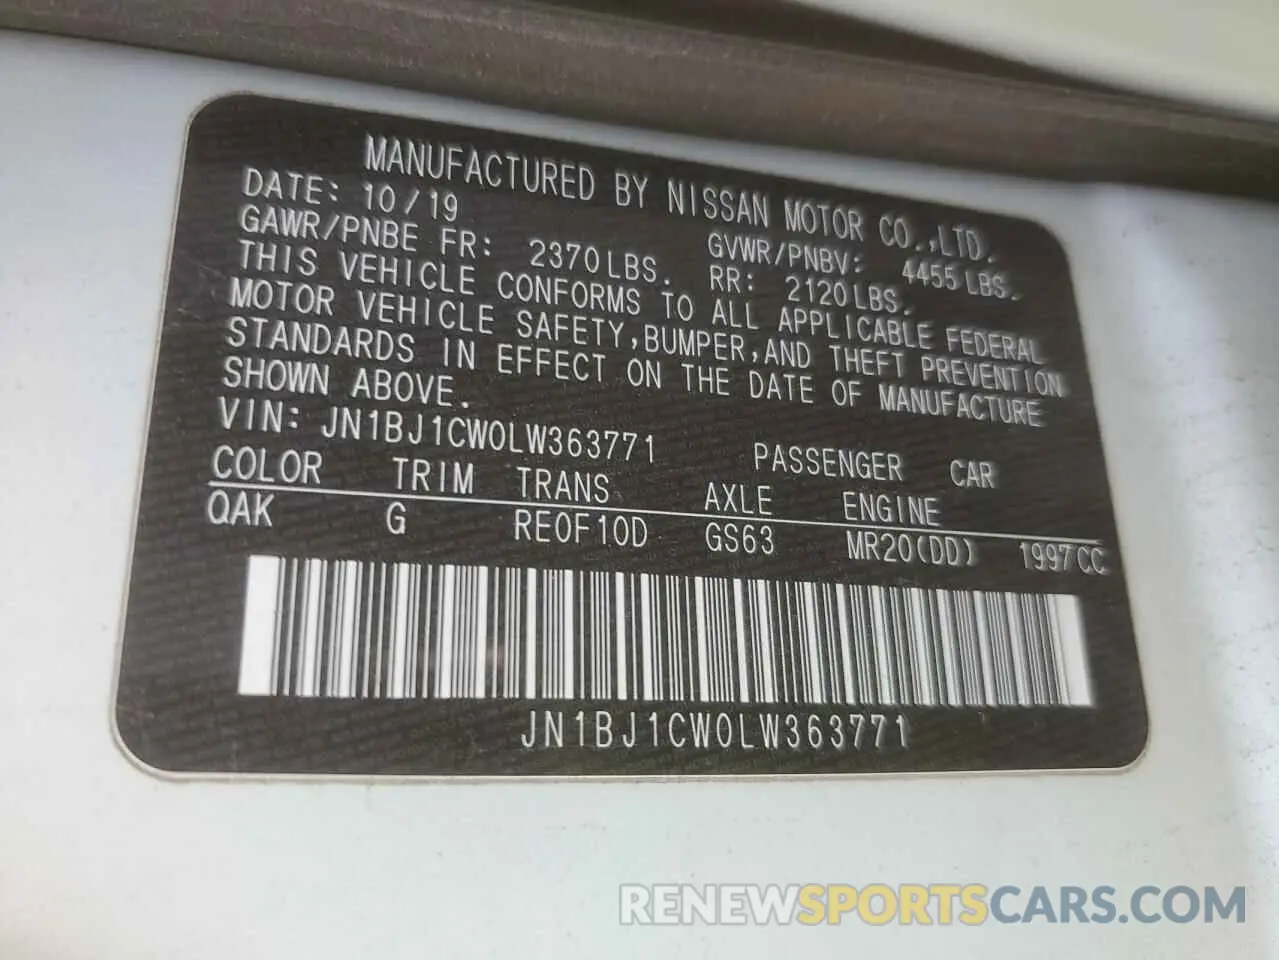 MANUFACTURED BY NISSAN MOTOR CO.,LTD.
DATE: 10/19 GVWR/PNBV: 4455 LBS.
GAWR/PNBE FR: 2370LBS. RR: 2120LBS.
THIS VEHICLE CONFORMS TO ALL APPLICABLE FEDERAL
MOTOR VEHICLE SAFETY,BUMPER,AND THEFT PREVENTION
STANDARDS IN EFFECT ON THE DATE OF MANUFACTURE
SHOWN ABOVE.
VIN: JN1BJ1CW0LW363771 PASSENGER CAR
COLOR TRIM TRANS AXLE ENGINE
QAK G RE0F10D GS63 MR20(DD) 1997CC
JN1BJ1CW0LW363771
RENEWSPORTSCARS.COM